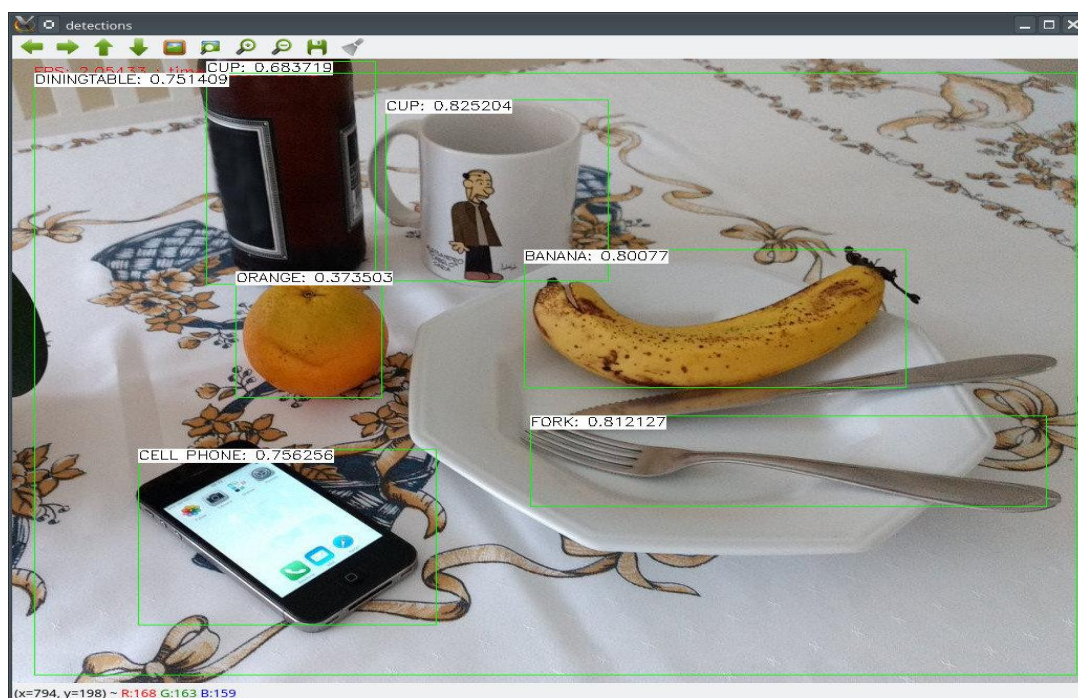 detections
DININGTABLE: 0.751409
CUP: 0.683719
CUP: 0.825204
BANANA: 0.80077
ORANGE: 0.373503
FORK: 0.812127
CELL PHONE: 0.756256
(x=794, y=198) ~ R:168 G:163 B:159